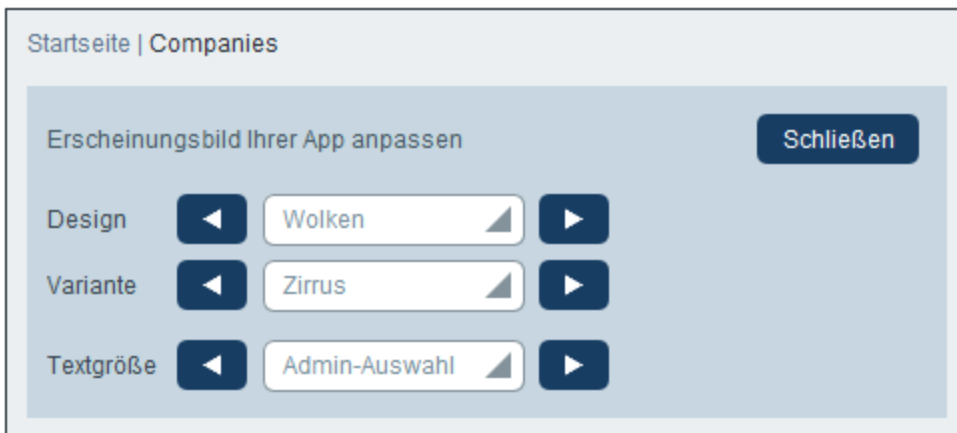 Startseite | Companies
Erscheinungsbild Ihrer App anpassen
Schließen
Design
Wolken
Variante
Zirrus
Textgröße
Admin-Auswahl